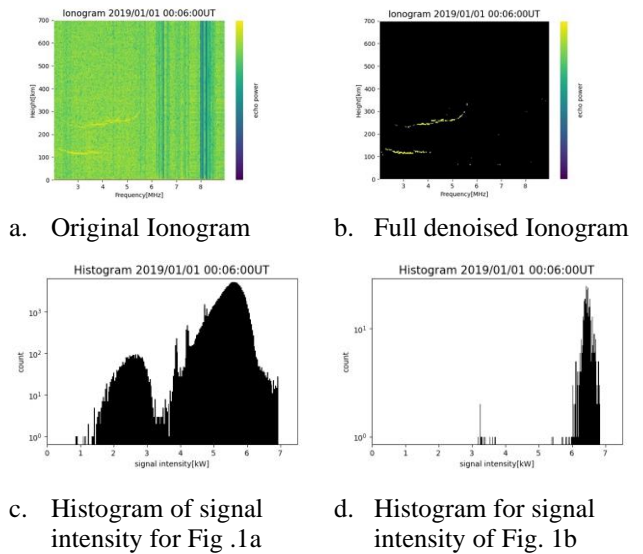 Ionogram 2019/01/01 00:06:00UT
Ionogram 2019/01/01 00:06:00UT
700
600
500
400
300
200
100
0
Height[km]
3 4 5 6 7 8
Frequency[MHz]
echo power
700
600
500
400
300
200
100
0
Height[km]
3 4 5 6 7 8
Frequency[MHz]
echo power
a. Original Ionogram
b. Full denoised Ionogram
Histogram 2019/01/01 00:06:00UT
Histogram 2019/01/01 00:06:00UT
10³
10²
10¹
10⁰
count
0 1 2 3 4 5 6 7
signal intensity[kW]
10¹
10⁰
count
0 1 2 3 4 5 6 7
signal intensity[kW]
c. Histogram of signal
intensity for Fig .1a
d. Histogram for signal
intensity of Fig. 1b